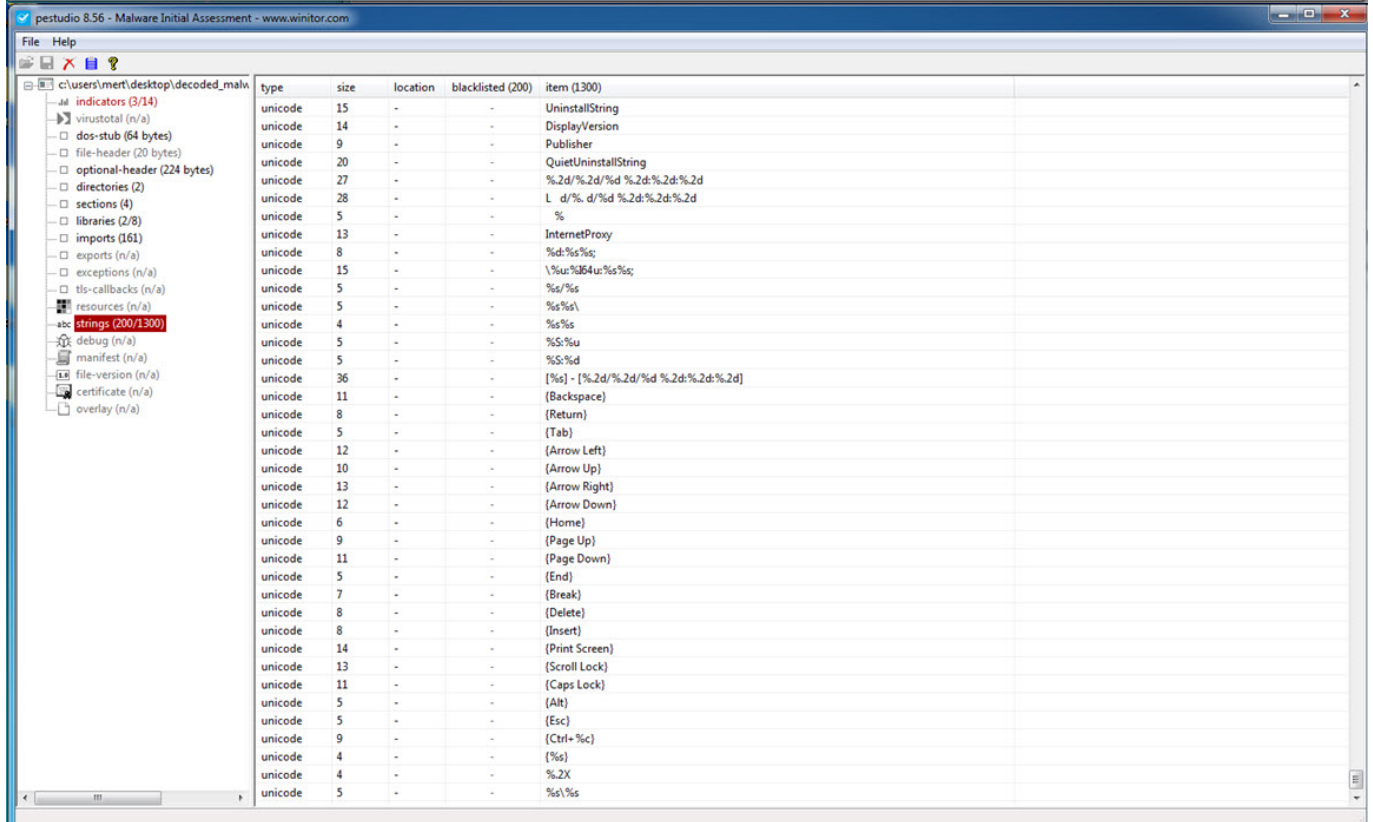 pestudio 8.56 - Malware Initial Assessment - www.winitor.com
File Help
c:\users\mert\desktop\decoded_malw
indicators (3/14)
virustotal (n/a)
dos-stub (64 bytes)
file-header (20 bytes)
optional-header (224 bytes)
directories (2)
sections (4)
libraries (2/8)
imports (161)
exports (n/a)
exceptions (n/a)
tls-callbacks (n/a)
resources (n/a)
abc strings (200/1300)
debug (n/a)
manifest (n/a)
1.0 file-version (n/a)
certificate (n/a)
overlay (n/a)
type size location blacklisted (200) item (1300)
unicode 15 - - UninstallString
unicode 14 - - DisplayVersion
unicode 9 - - Publisher
unicode 20 - - QuietUninstallString
unicode 27 - - %.2d/%.2d/%d %.2d:%.2d:%.2d
unicode 28 - - L d/%. d/%d %.2d:%.2d:%.2d
unicode 5 - - %
unicode 13 - - InternetProxy
unicode 8 - - %d:%s%s;
unicode 15 - - \%u:%I64u:%s%s;
unicode 5 - - %s/%s
unicode 5 - - %s%s\
unicode 4 - - %s%s
unicode 5 - - %S:%u
unicode 5 - - %S:%d
unicode 36 - - [%s] - [%.2d/%.2d/%d %.2d:%.2d:%.2d]
unicode 11 - - {Backspace}
unicode 8 - - {Return}
unicode 5 - - {Tab}
unicode 12 - - {Arrow Left}
unicode 10 - - {Arrow Up}
unicode 13 - - {Arrow Right}
unicode 12 - - {Arrow Down}
unicode 6 - - {Home}
unicode 9 - - {Page Up}
unicode 11 - - {Page Down}
unicode 5 - - {End}
unicode 7 - - {Break}
unicode 8 - - {Delete}
unicode 8 - - {Insert}
unicode 14 - - {Print Screen}
unicode 13 - - {Scroll Lock}
unicode 11 - - {Caps Lock}
unicode 5 - - {Alt}
unicode 5 - - {Esc}
unicode 9 - - {Ctrl+%c}
unicode 4 - - {%s}
unicode 4 - - %.2X
unicode 5 - - %s\%s